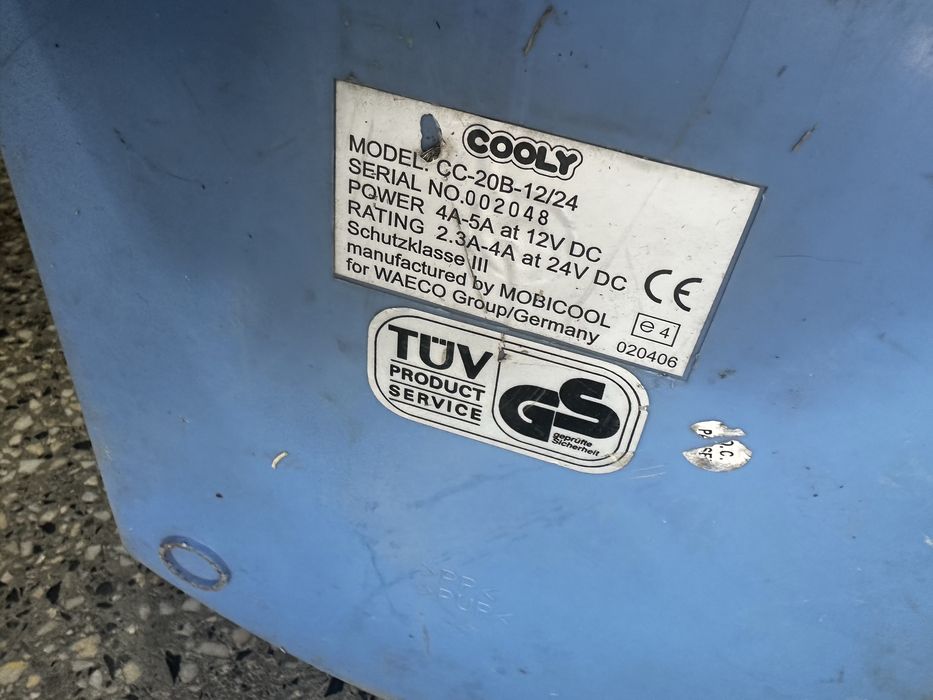 COOLY
MODEL: CC-20B-12/24
SERIAL NO.002048
POWER 4A-5A at 12V DC
RATING 2.3A-4A at 24V DC
Schutzklasse III
manufactured by MOBICOOL
for WAECO Group/Germany
CE
e4
020406
TÜV
PRODUCT
SERVICE
GS
geprüfte
Sicherheit